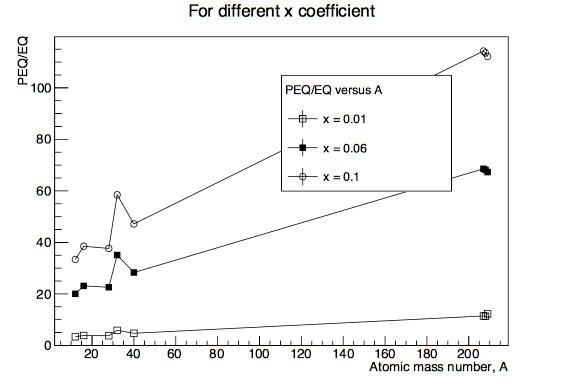 For different x coefficient
PEQ/EQ
100
80
60
40
20
0
PEQ/EQ versus A
x = 0.01
x = 0.06
x = 0.1
20 40 60 80 100 120 140 160 180 200
Atomic mass number, A